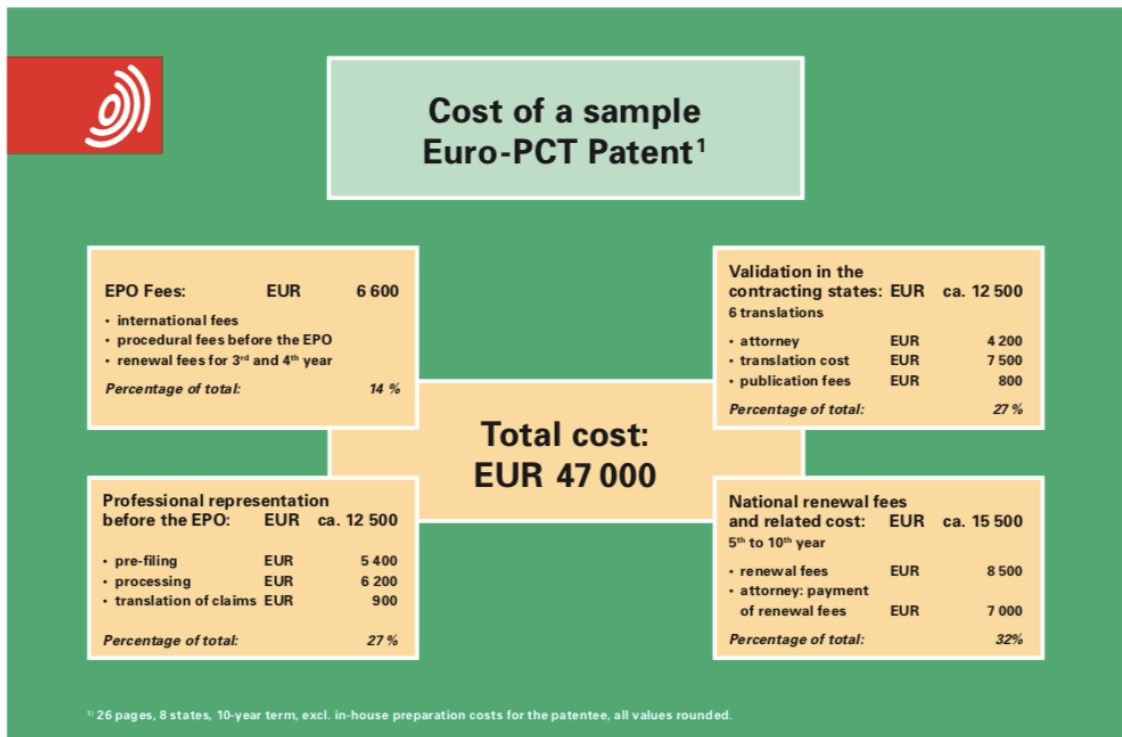 Cost of a sample
Euro-PCT Patent¹
EPO Fees: EUR 6 600
• international fees
• procedural fees before the EPO
• renewal fees for 3rd and 4th year
Percentage of total: 14 %
Validation in the
contracting states: EUR ca. 12 500
6 translations
• attorney EUR 4 200
• translation cost EUR 7 500
• publication fees EUR 800
Percentage of total: 27 %
Total cost:
EUR 47 000
Professional representation
before the EPO: EUR ca. 12 500
• pre-filing EUR 5 400
• processing EUR 6 200
• translation of claims EUR 900
Percentage of total: 27 %
National renewal fees
and related cost: EUR ca. 15 500
5th to 10th year
• renewal fees EUR 8 500
• attorney: payment
of renewal fees EUR 7 000
Percentage of total: 32%
¹⁾ 26 pages, 8 states, 10-year term, excl. in-house preparation costs for the patentee, all values rounded.